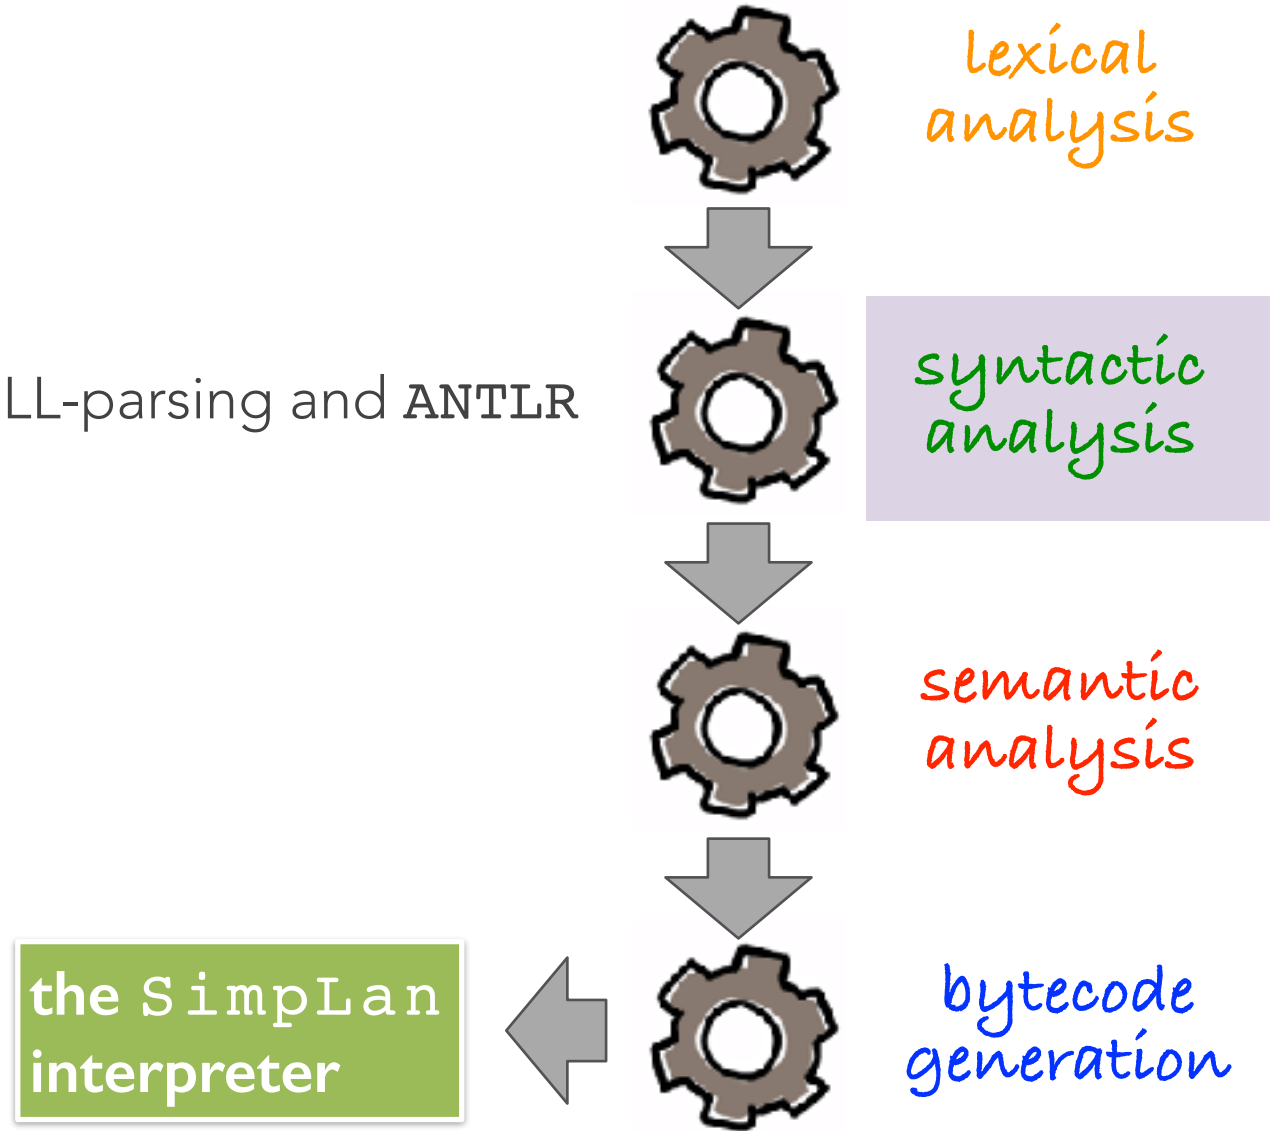 lexical
analysis
LL-parsing and ANTLR
syntactic
analysis
semantic
analysis
the SimpLan
interpreter
bytecode
generation